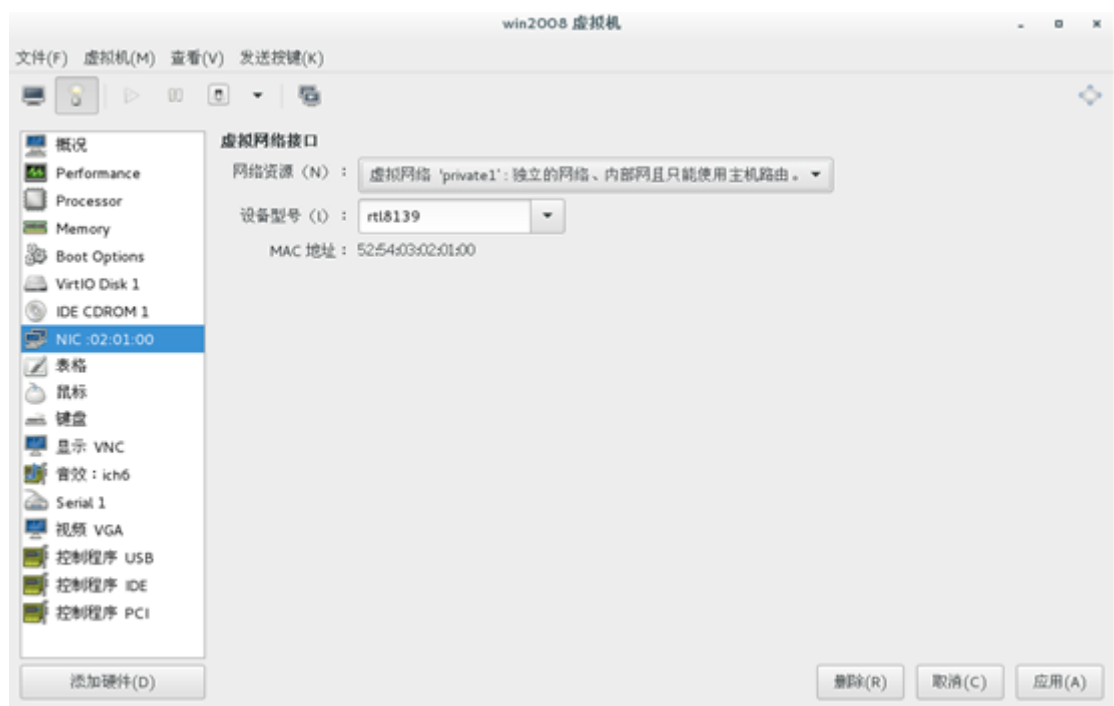 win2008 虚拟机
文件(F) 虚拟机(M) 查看(V) 发送按键(K)
概况
Performance
Processor
Memory
Boot Options
VirtIO Disk 1
IDE CDROM 1
NIC :02:01:00
表格
鼠标
键盘
显示 VNC
音效：ich6
Serial 1
视频 VGA
控制程序 USB
控制程序 IDE
控制程序 PCI
添加硬件(D)
虚拟网络接口
网络资源（N）： 虚拟网络 'private1': 独立的网络、内部网且只能使用主机路由。
设备型号（l）： rtl8139
MAC 地址： 52:54:03:02:01:00
删除(R) 取消(C) 应用(A)